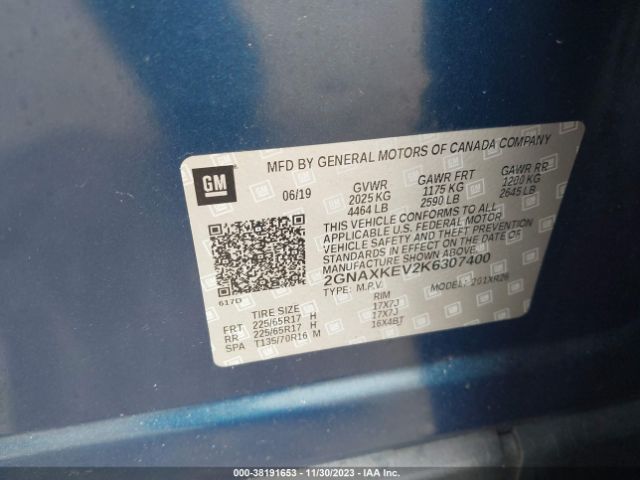 MFD BY GENERAL MOTORS OF CANADA COMPANY
GM
06/19 GVWR GAWR FRT GAWR RR
2025 KG 1175 KG 1200 KG
4464 LB 2590 LB 2645 LB
THIS VEHICLE CONFORMS TO ALL
APPLICABLE U.S. FEDERAL MOTOR
VEHICLE SAFETY AND THEFT PREVENTION
STANDARDS IN EFFECT ON THE DATE OF
MANUFACTURE SHOWN ABOVE.
2GNAXKEV2K6307400
TYPE: M.P.V. MODEL: 201XR26
617D
TIRE SIZE RIM
FRT 225/65R17 H 17X7J
RR 225/65R17 H 17X7J
SPA T135/70R16 M 16X4BT
000-38191653 - 11/30/2023 - IAA Inc.